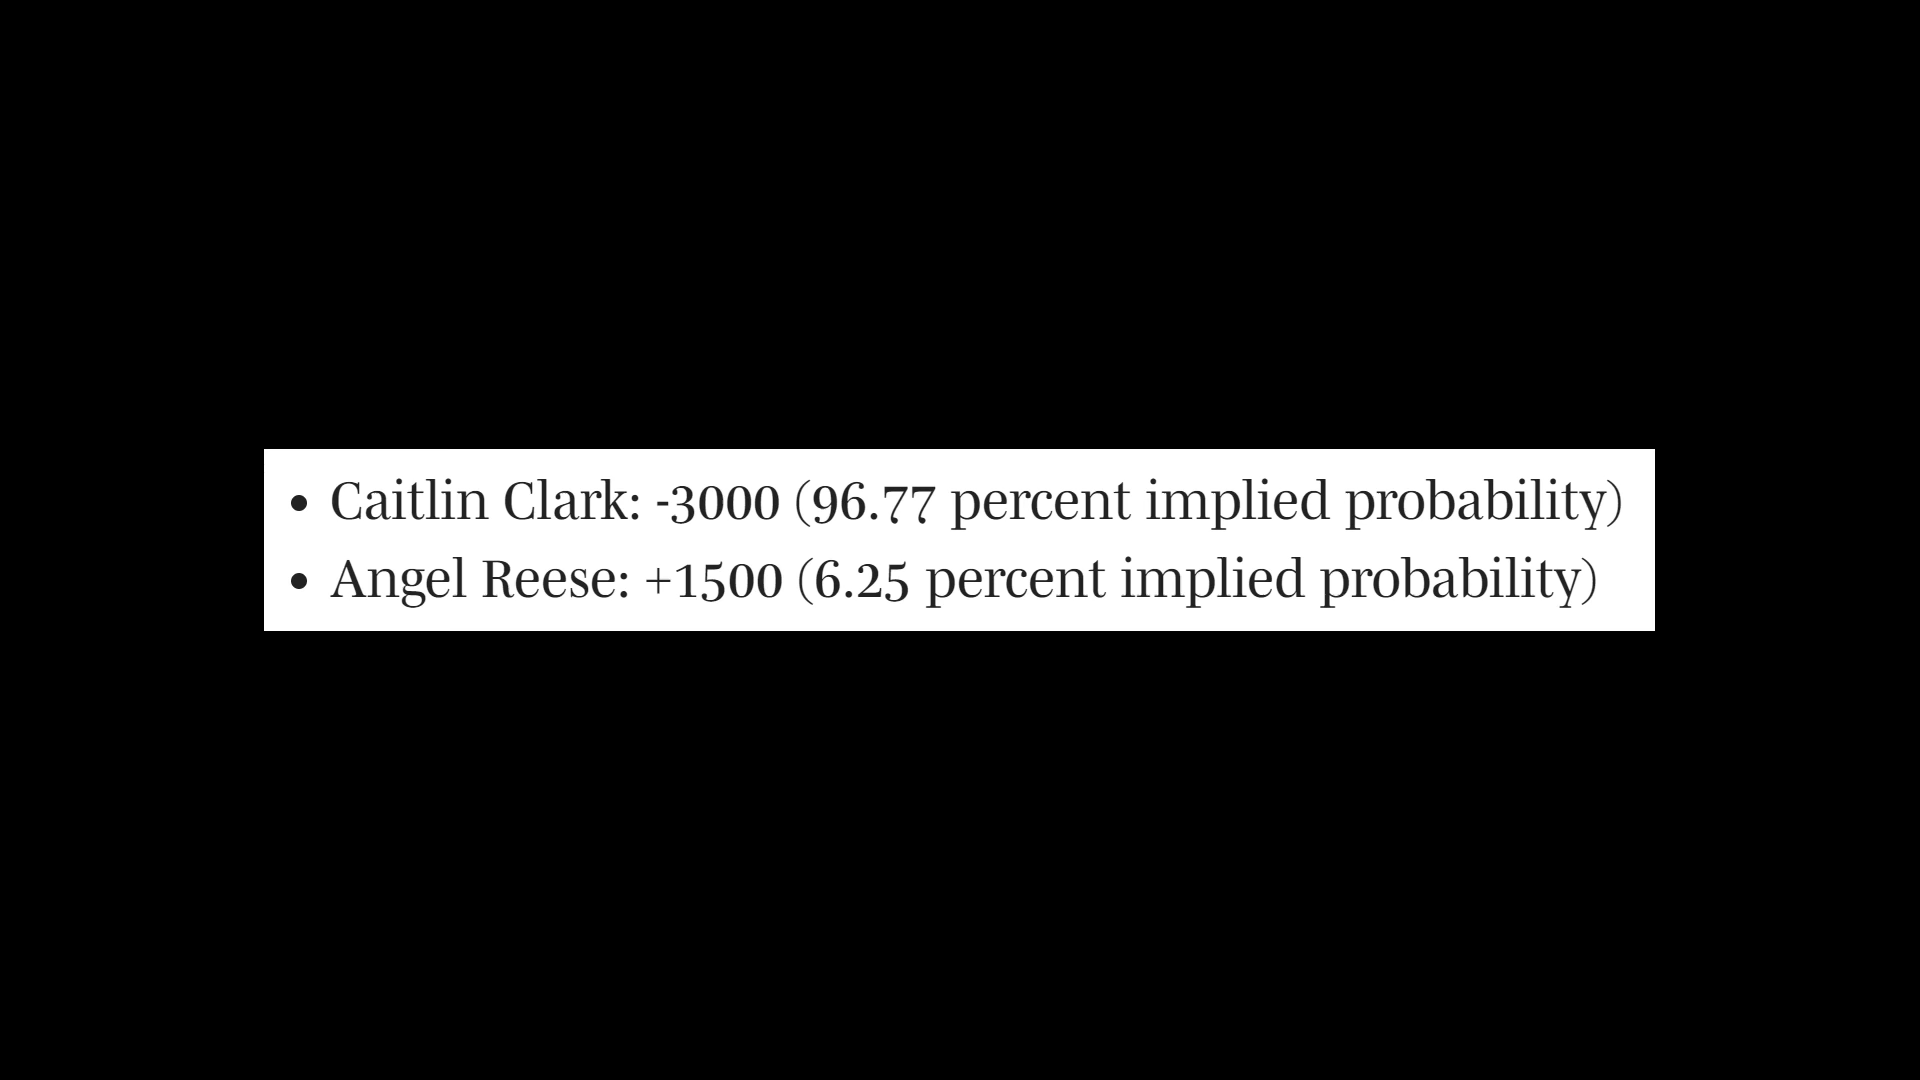 • Caitlin Clark: -3000 (96.77 percent implied probability)
• Angel Reese: +1500 (6.25 percent implied probability)